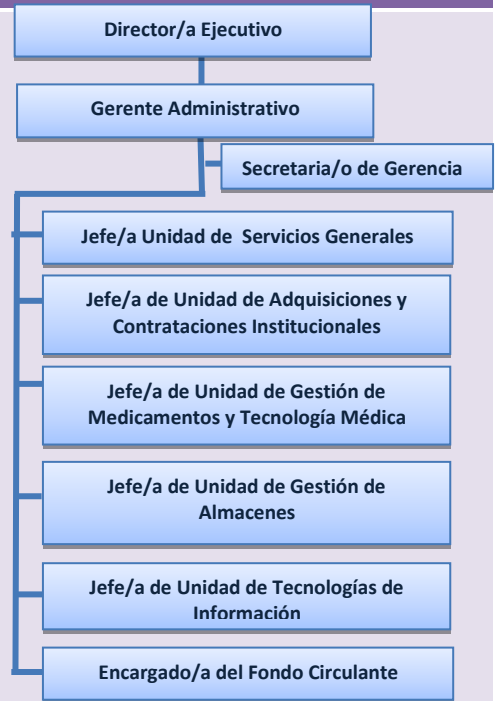 Director/a Ejecutivo
Gerente Administrativo
Secretaria/o de Gerencia
Jefe/a Unidad de Servicios Generales
Jefe/a de Unidad de Adquisiciones y
Contrataciones Institucionales
Jefe/a de Unidad de Gestión de
Medicamentos y Tecnología Médica
Jefe/a de Unidad de Gestión de
Almacenes
Jefe/a de Unidad de Tecnologías de
Información
Encargado/a del Fondo Circulante